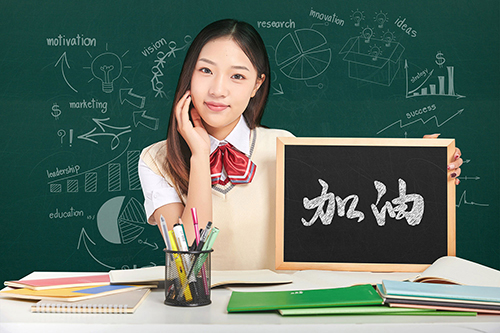 motivation
vision
research
innovation
ideas
strategy
$
success
marketing
$
?!
leadership
education
加油